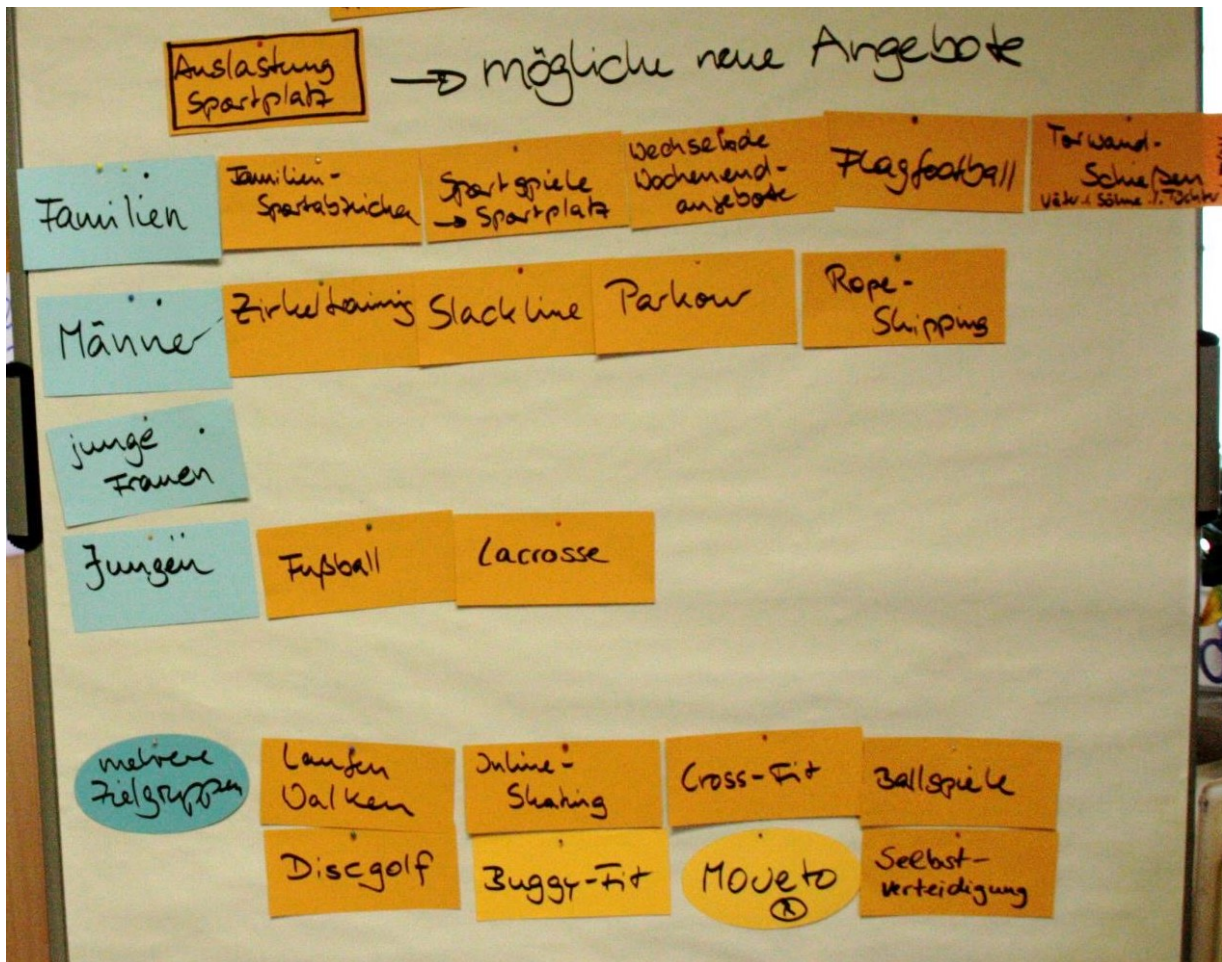 Auslastung
Sportplatz
→ mögliche neue Angebote
Familien
Familien-
Sportabzeichen
Sportspiele
→ Sportplatz
Wechselnde
Wochenend-
angebote
Flagfootball
Torwand-
Schießen
Männer
Zirkeltraining
Slackline
Parkour
Rope-
Skipping
junge
Frauen
Jungen
Fußball
Lacrosse
mehrere
Zielgruppen
Laufen
Walken
Inline-
Skating
Cross-Fit
Ballspiele
Discgolf
Buggy-Fit
Moveto
Selbst-
verteidigung